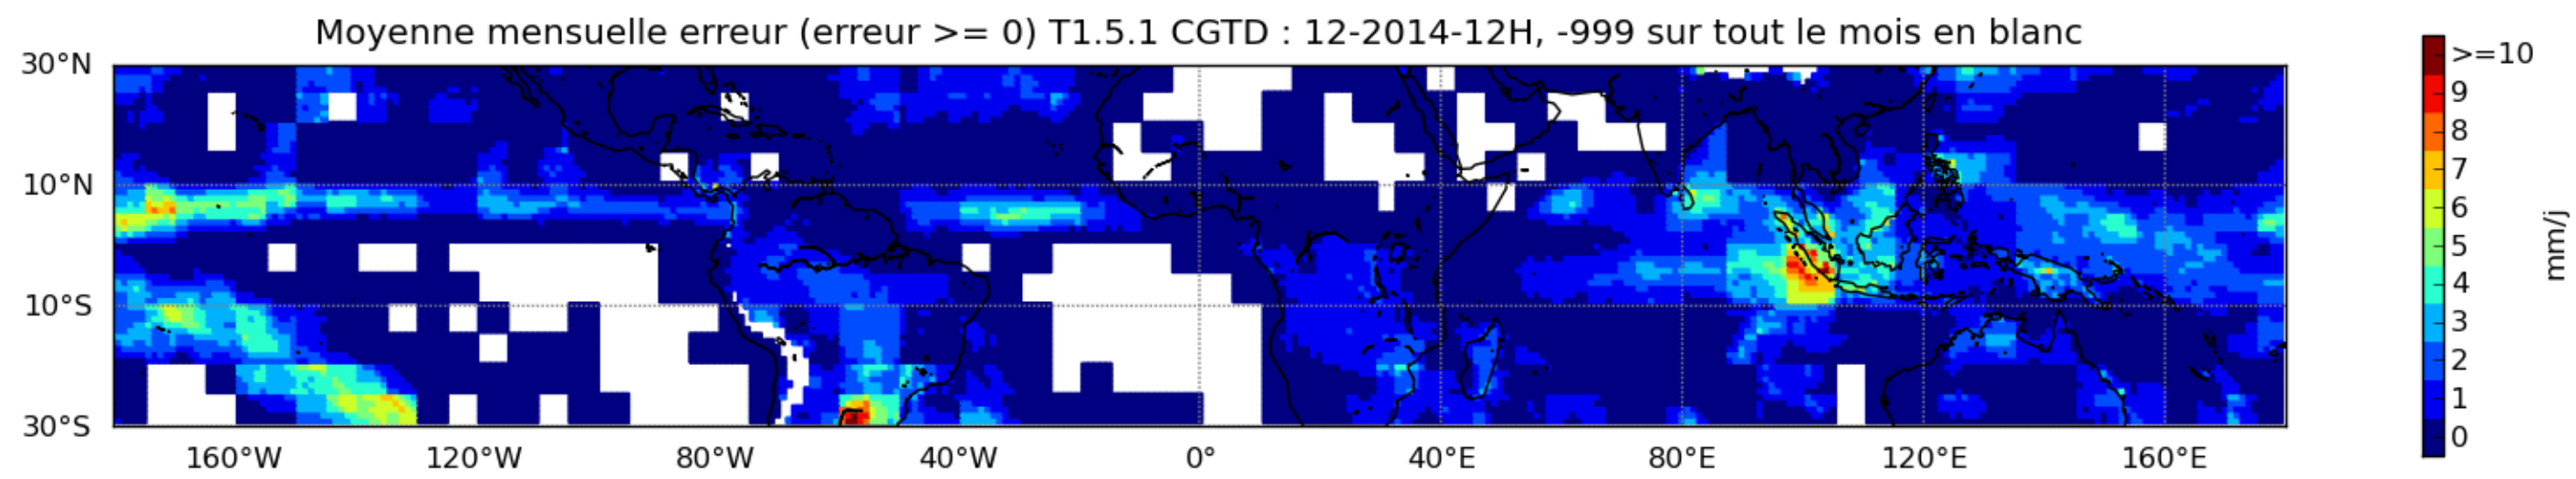 Moyenne mensuelle erreur (erreur >= 0) T1.5.1 CGTD : 12-2014-12H, -999 sur tout le mois en blanc
30°N
10°N
10°S
30°S
160°W 120°W 80°W 40°W 0° 40°E 80°E 120°E 160°E
>=10
9
8
7
6
5
4
3
2
1
0
mm/j